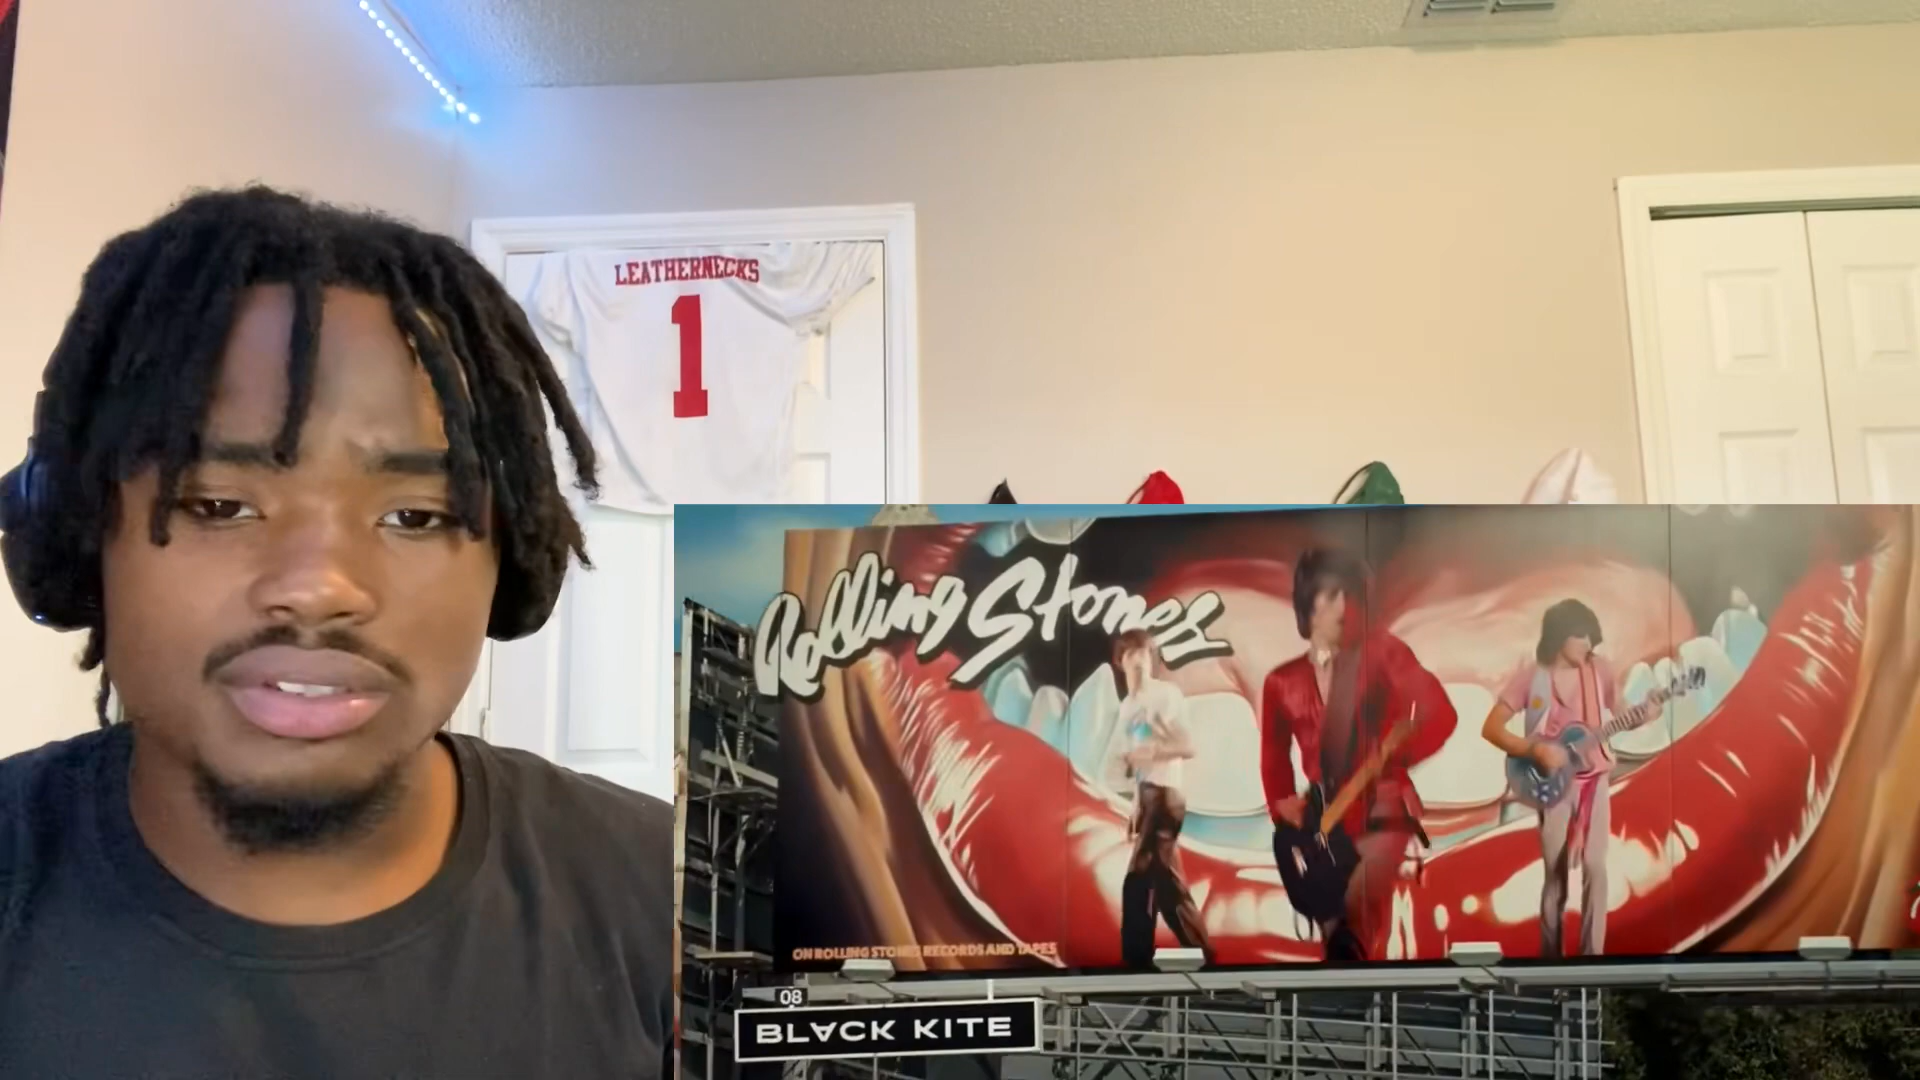 LEATHERNECKS
1
Rolling Stones
ON ROLLING STONES RECORDS AND TAPES
08
BLACK KITE